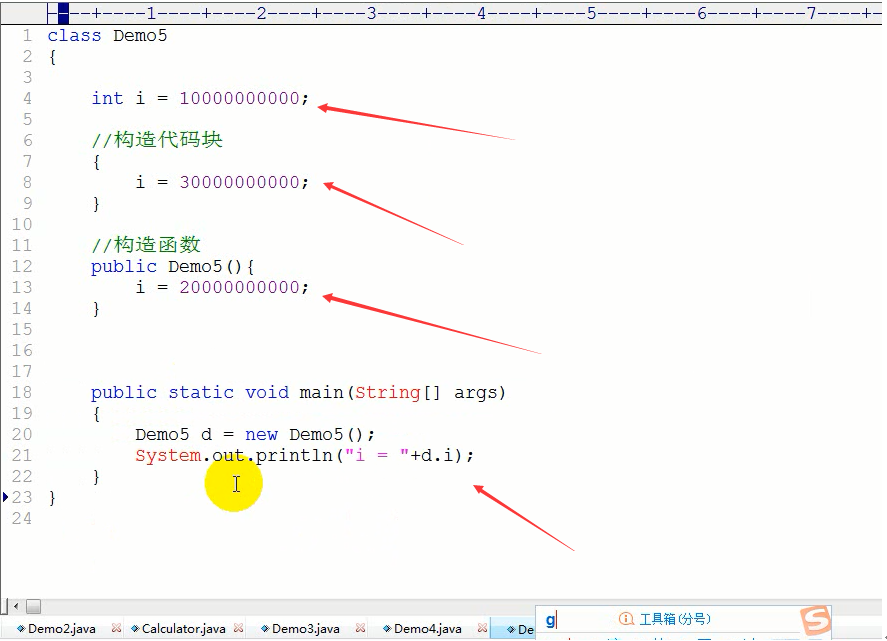 -+----1----+----2----+----3----+----4----+----5----+----6----+----7----+-
1 class Demo5
2 {
3
4     int i = 10000000000;
5
6     //构造代码块
7     {
8         i = 30000000000;
9     }
10
11     //构造函数
12     public Demo5(){
13         i = 20000000000;
14     }
15
16
17
18     public static void main(String[] args)
19     {
20         Demo5 d = new Demo5();
21         System.out.println("i = "+d.i);
22     }
23 }
24
Demo2.java Calculator.java Demo3.java Demo4.java De
g 工具箱(分号) S